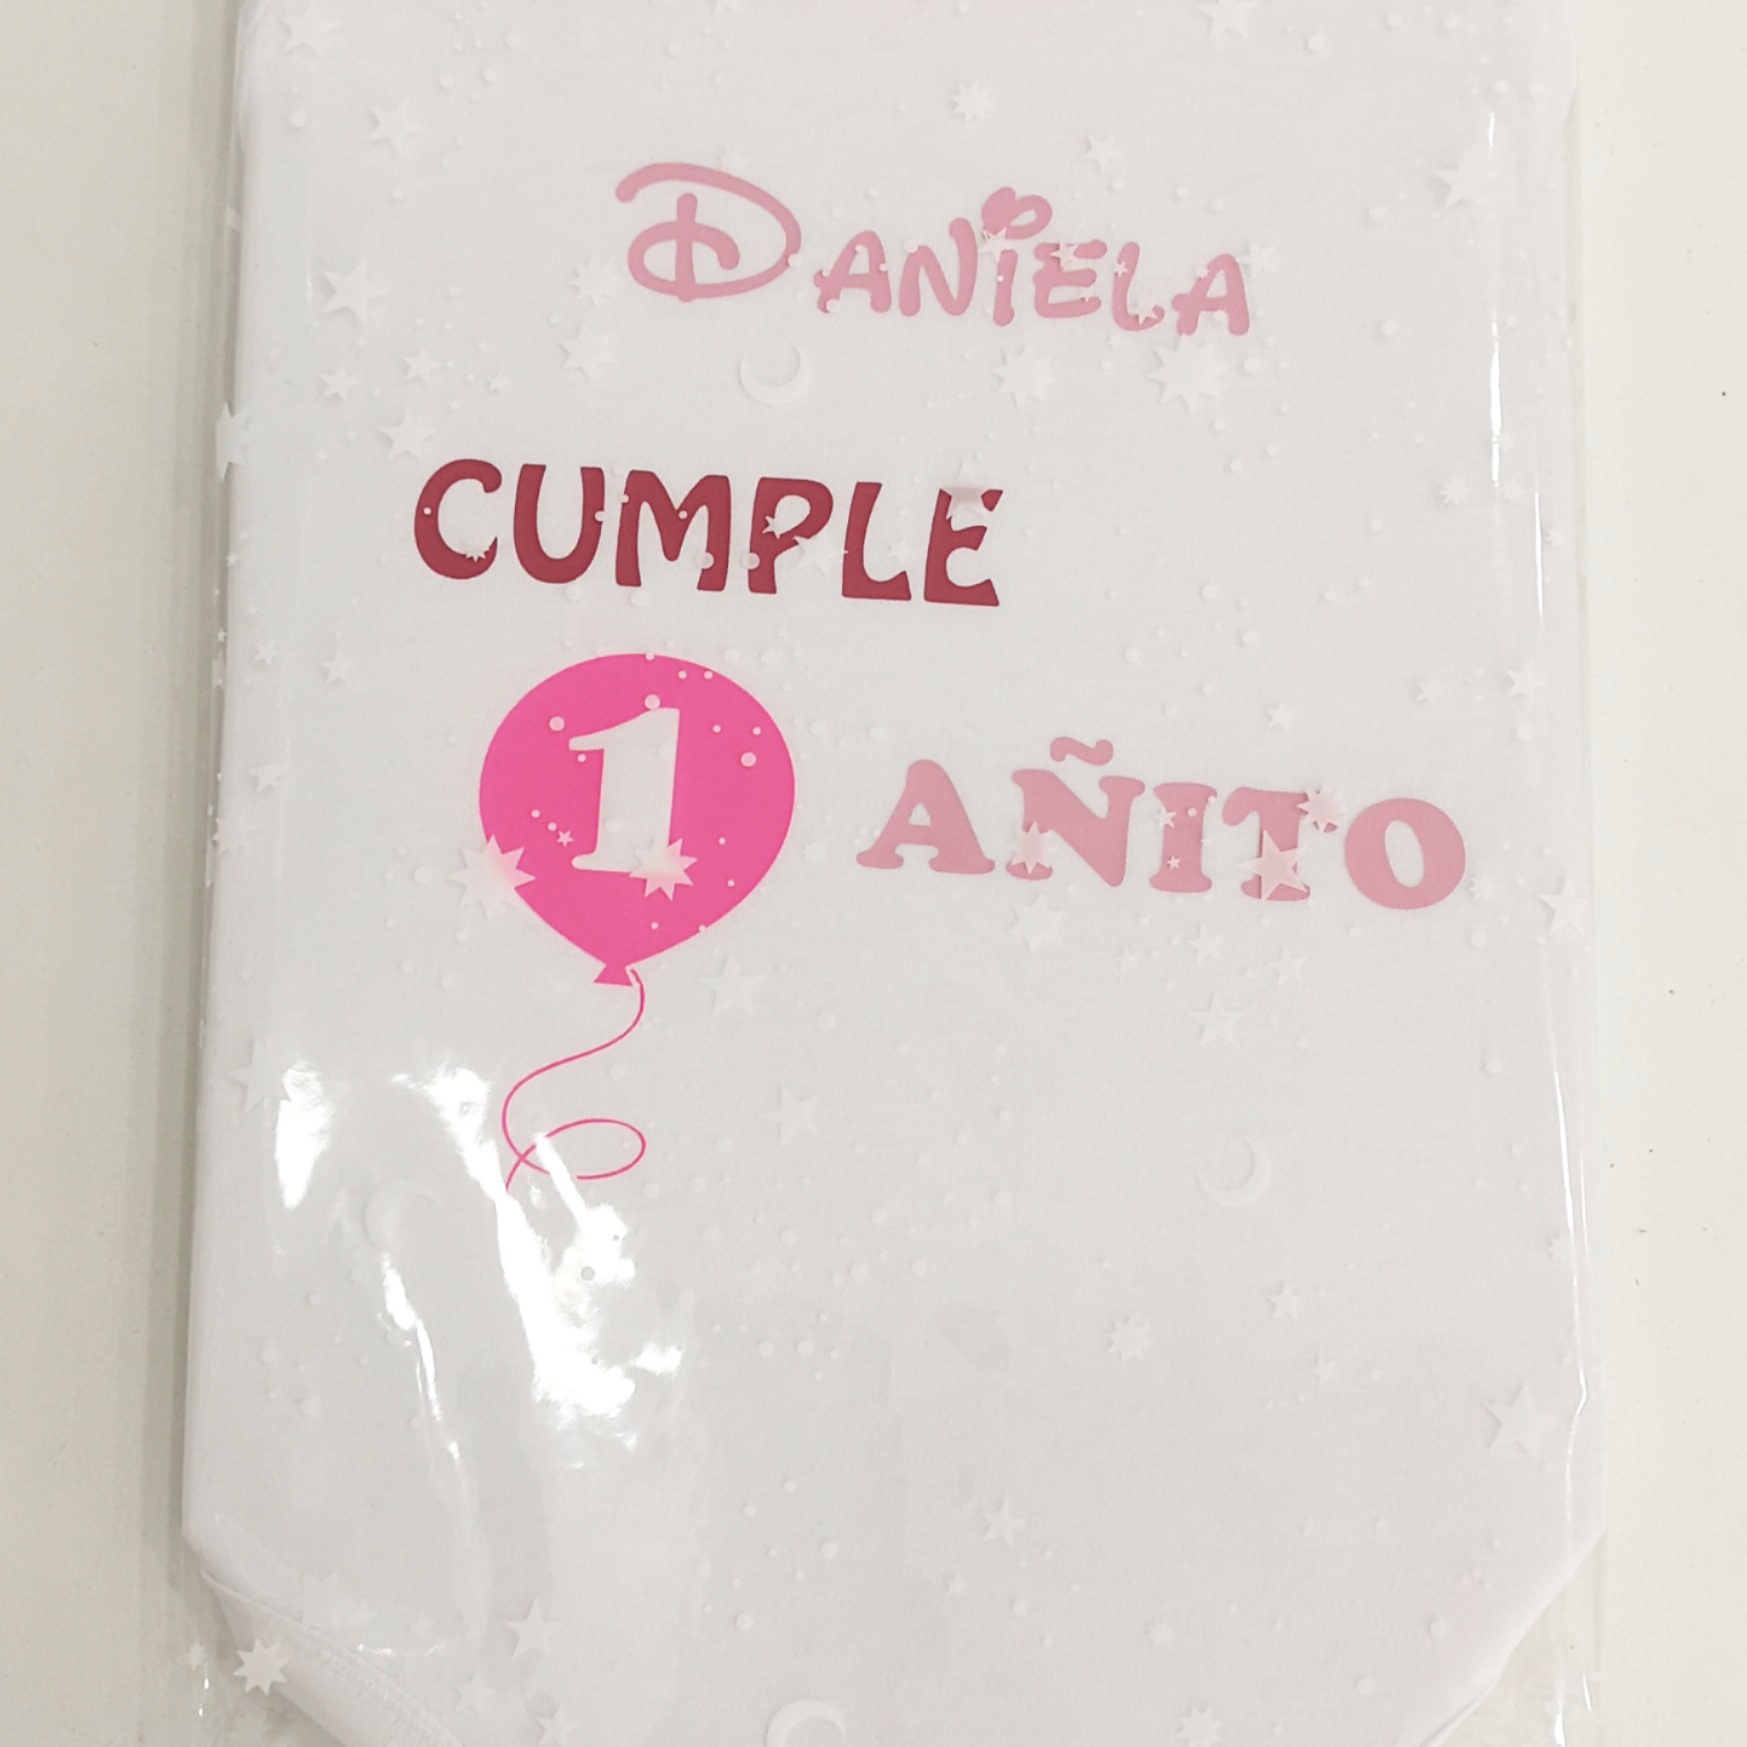 DANiELA
CUMPLE
1 AÑITO